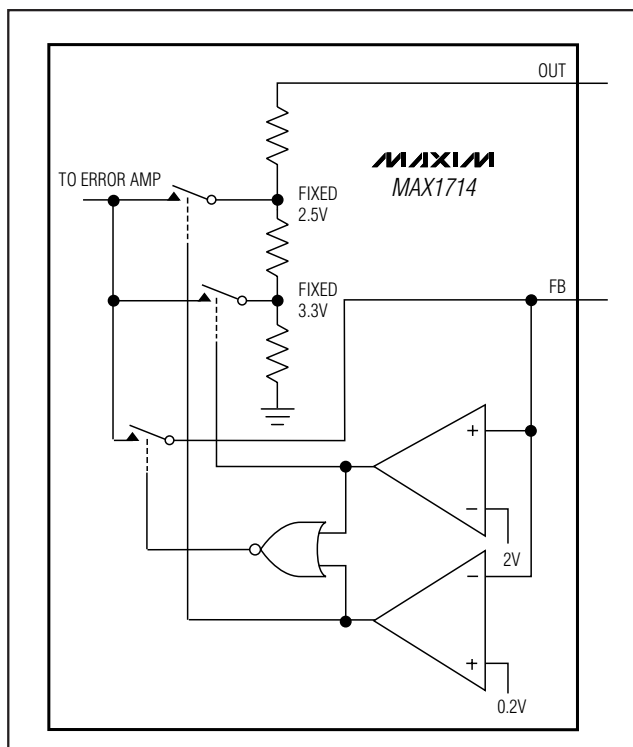 OUT
MAXIM
MAX1714
TO ERROR AMP
FIXED
2.5V
FIXED
3.3V
FB
+
−
2V
−
+
0.2V